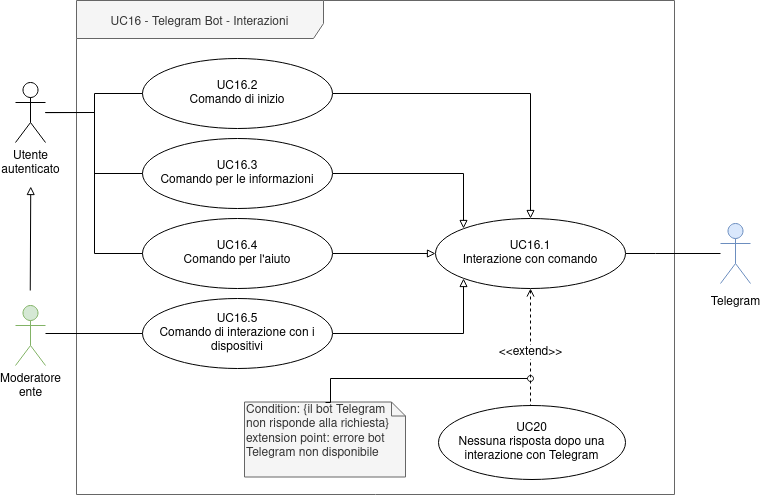 UC16 - Telegram Bot - Interazioni
UC16.2
Comando di inizio
Utente
autenticato
UC16.3
Comando per le informazioni
UC16.4
Comando per l'aiuto
UC16.1
Interazione con comando
Telegram
UC16.5
Comando di interazione con i
dispositivi
Moderatore
ente
<<extend>>
Condition: {il bot Telegram
non risponde alla richiesta}
extension point: errore bot
Telegram non disponibile
UC20
Nessuna risposta dopo una
interazione con Telegram